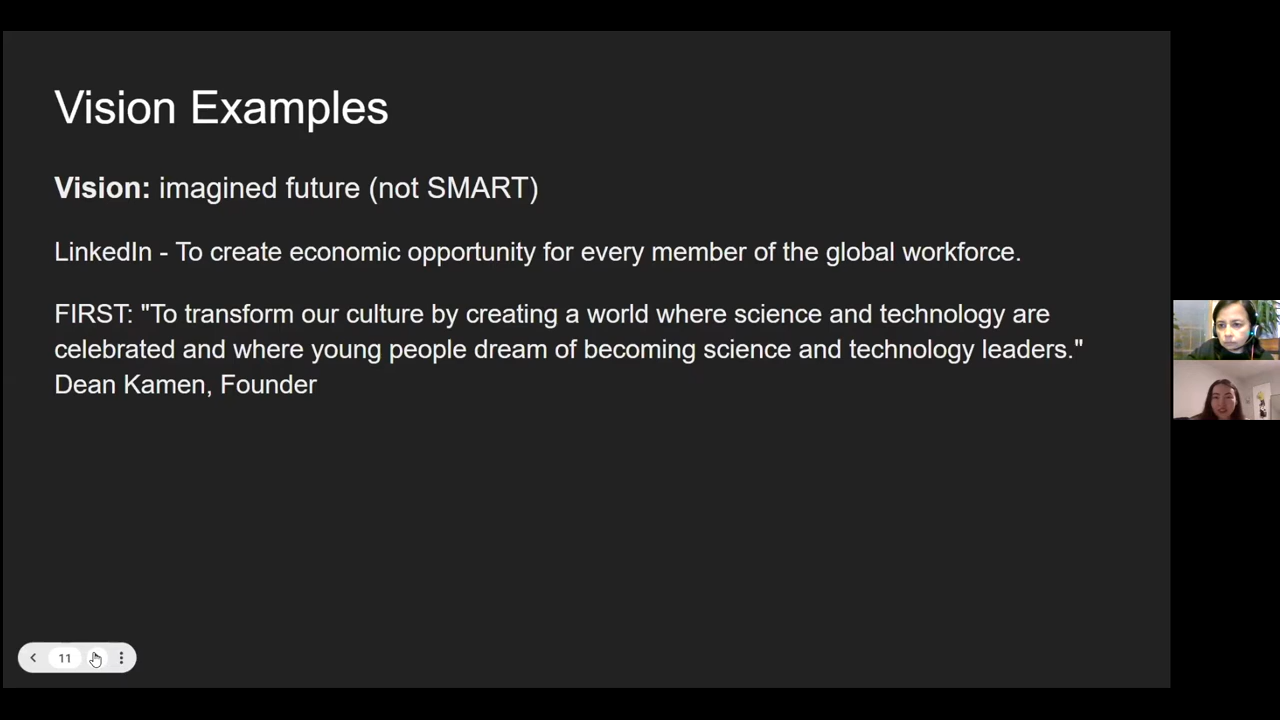 Vision Examples
Vision: imagined future (not SMART)
LinkedIn - To create economic opportunity for every member of the global workforce.
FIRST: "To transform our culture by creating a world where science and technology are
celebrated and where young people dream of becoming science and technology leaders."
Dean Kamen, Founder
11